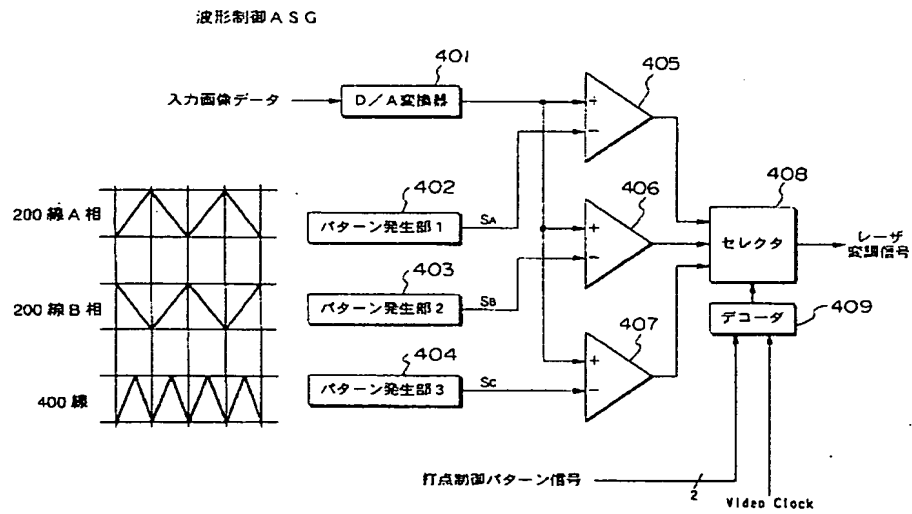 波形制御ASG
401
405
入力画像データ
D/A変換器
+
-
402
406
408
200線A相
パターン発生部1
SA
+
-
セレクタ
レーザ
変調信号
403
200線B相
パターン発生部2
SB
407
デコーダ
409
404
400線
パターン発生部3
SC
+
-
打点制御パターン信号
2
Video Clock